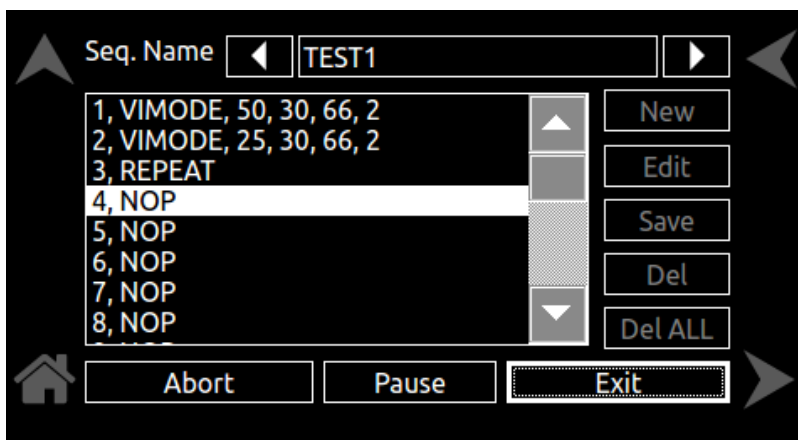 Seq. Name
TEST1
1, VIMODE, 50, 30, 66, 2
2, VIMODE, 25, 30, 66, 2
3, REPEAT
4, NOP
5, NOP
6, NOP
7, NOP
8, NOP
New
Edit
Save
Del
Del ALL
Abort
Pause
Exit